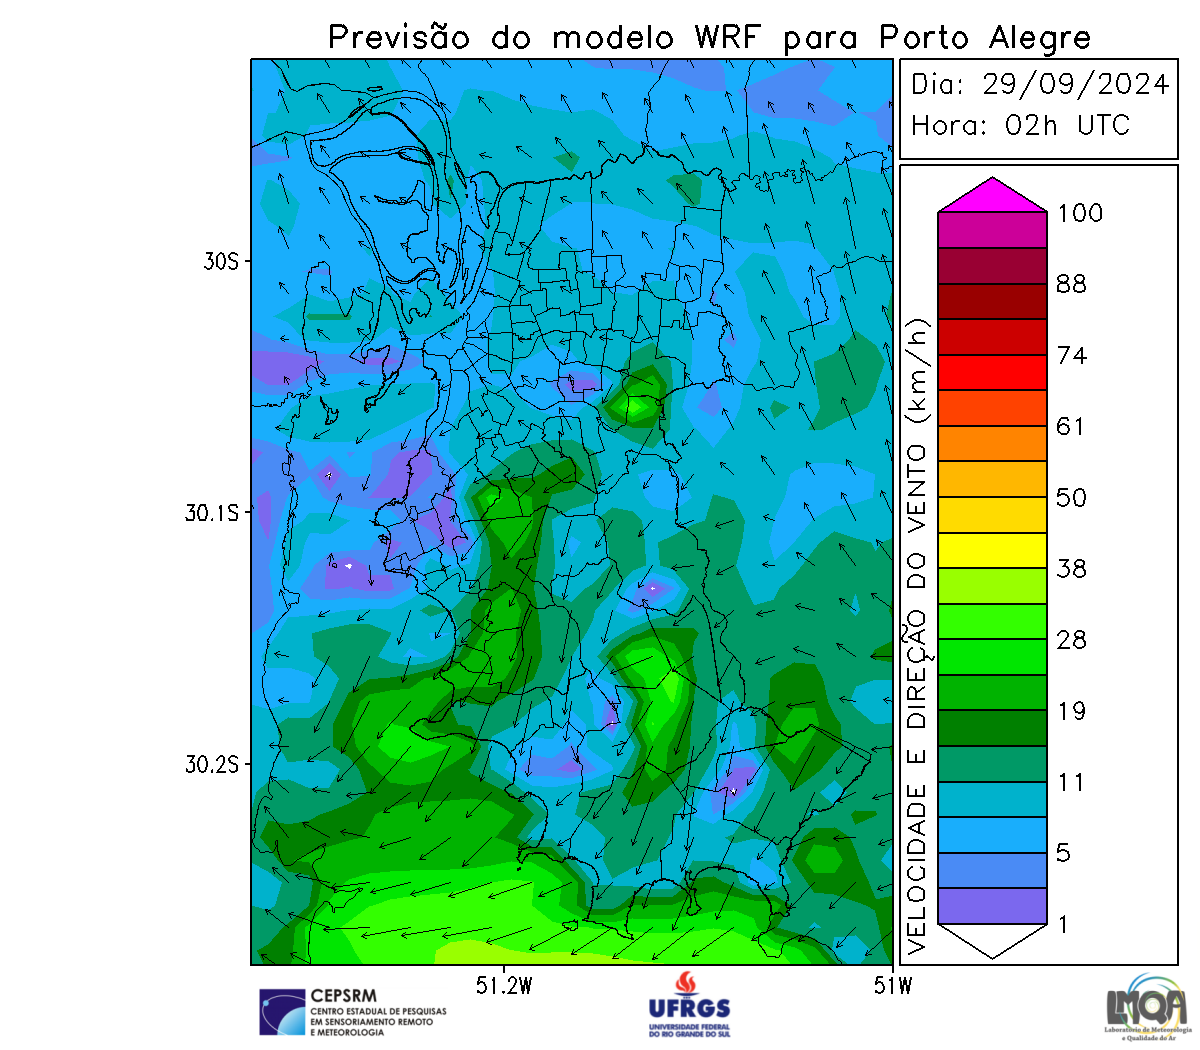 Previsão do modelo WRF para Porto Alegre
Dia: 29/09/2024
Hora: 02h UTC
30S
30.1S
30.2S
51.2W
51W
VELOCIDADE E DIREÇÃO DO VENTO (km/h)
100
88
74
61
50
38
28
19
11
5
1
CEPSRM
CENTRO ESTADUAL DE PESQUISAS
EM SENSORIAMENTO REMOTO
E METEOROLOGIA
UFRGS
UNIVERSIDADE FEDERAL
DO RIO GRANDE DO SUL
LMQA
Laboratório de Meteorologia
e Qualidade do Ar